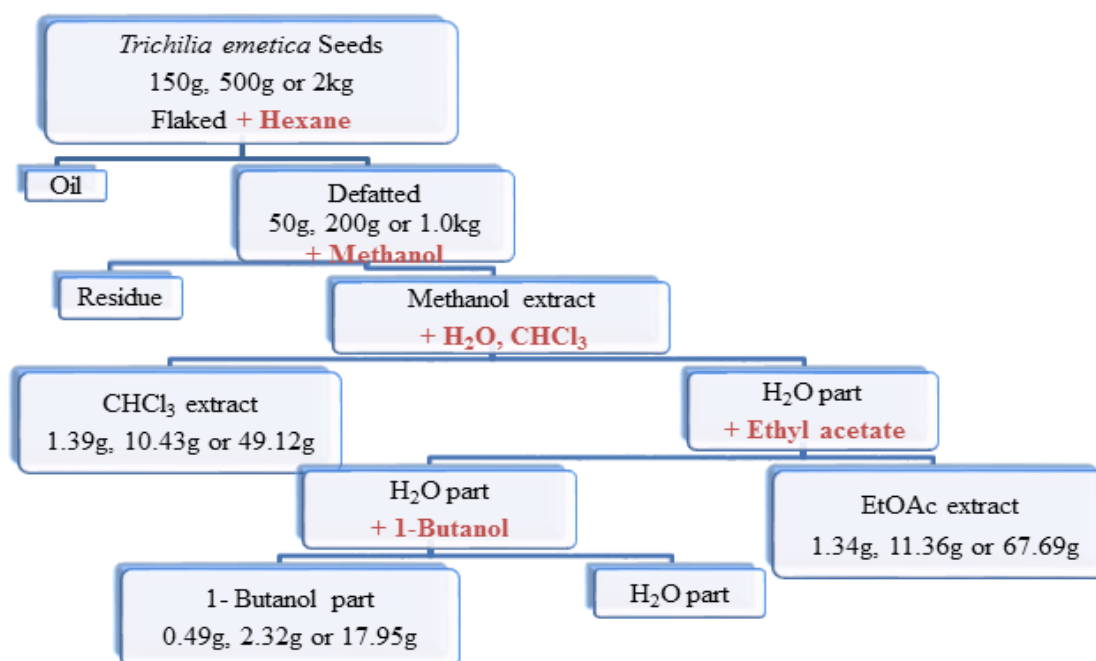 Trichilia emetica Seeds
150g, 500g or 2kg
Flaked + Hexane
Oil
Defatted
50g, 200g or 1.0kg
+ Methanol
Residue
Methanol extract
+ H₂O, CHCl₃
CHCl₃ extract
1.39g, 10.43g or 49.12g
H₂O part
+ Ethyl acetate
H₂O part
+ 1-Butanol
EtOAc extract
1.34g, 11.36g or 67.69g
1- Butanol part
0.49g, 2.32g or 17.95g
H₂O part